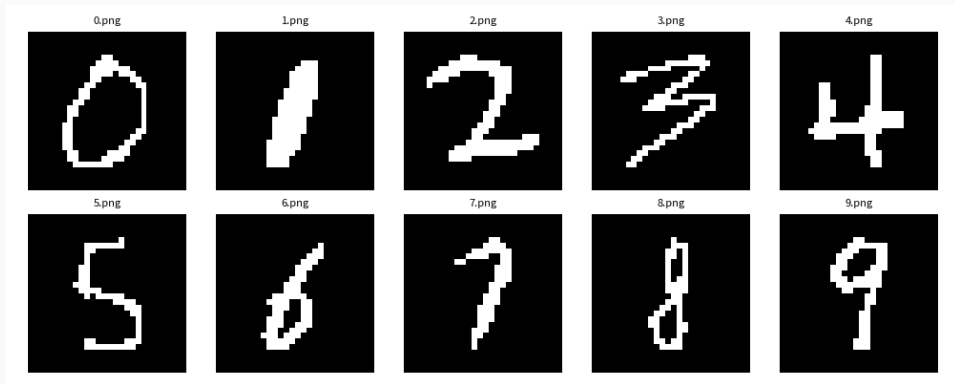 0.png 1.png 2.png 3.png 4.png
0 1 2 3 4
5.png 6.png 7.png 8.png 9.png
5 6 7 8 9